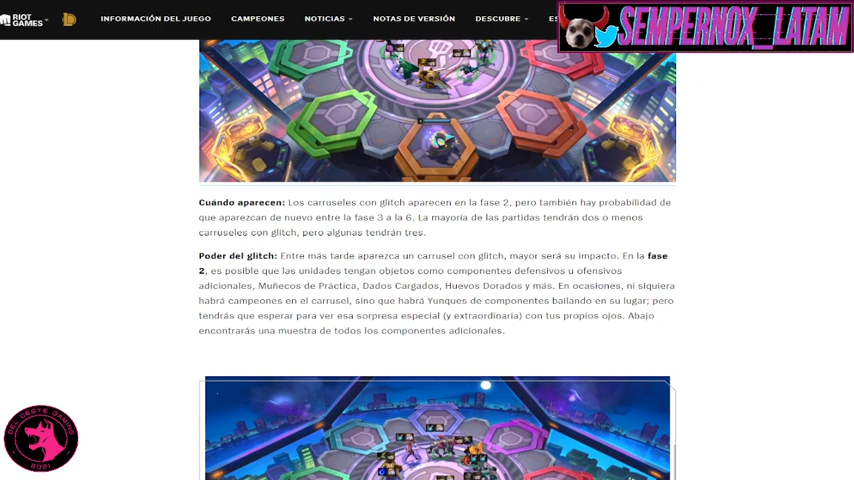 RIOT GAMES
INFORMACIÓN DEL JUEGO
CAMPEONES
NOTICIAS
NOTAS DE VERSIÓN
DESCUBRE
ES
SEMPERNOX_LATAM
Cuándo aparecen: Los carruseles con glitch aparecen en la fase 2, pero también hay probabilidad de
que aparezcan de nuevo entre la fase 3 a la 6. La mayoría de las partidas tendrán dos o menos
carruseles con glitch, pero algunas tendrán tres.
Poder del glitch: Entre más tarde aparezca un carrusel con glitch, mayor será su impacto. En la fase
2, es posible que las unidades tengan objetos como componentes defensivos u ofensivos
adicionales, Muñecos de Práctica, Dados Cargados, Huevos Dorados y más. En ocasiones, ni siquiera
habrá campeones en el carrusel, sino que habrá Yunques de componentes bailando en su lugar; pero
tendrás que esperar para ver esa sorpresa especial (y extraordinaria) con tus propios ojos. Abajo
encontrarás una muestra de todos los componentes adicionales.
DEL OESTE GAMING